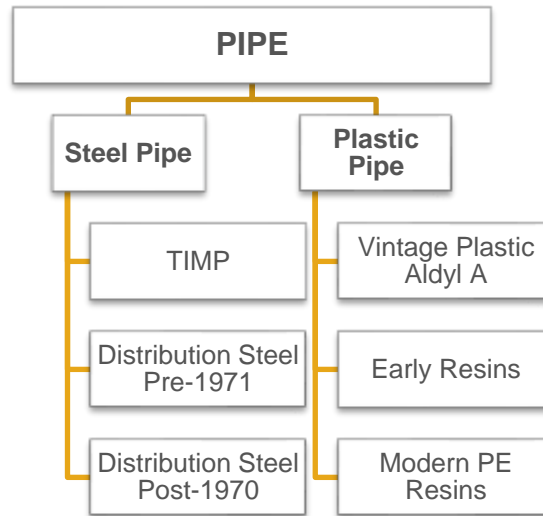 PIPE
Steel Pipe
Plastic
Pipe
TIMP
Distribution Steel
Pre-1971
Distribution Steel
Post-1970
Vintage Plastic
Aldyl A
Early Resins
Modern PE
Resins